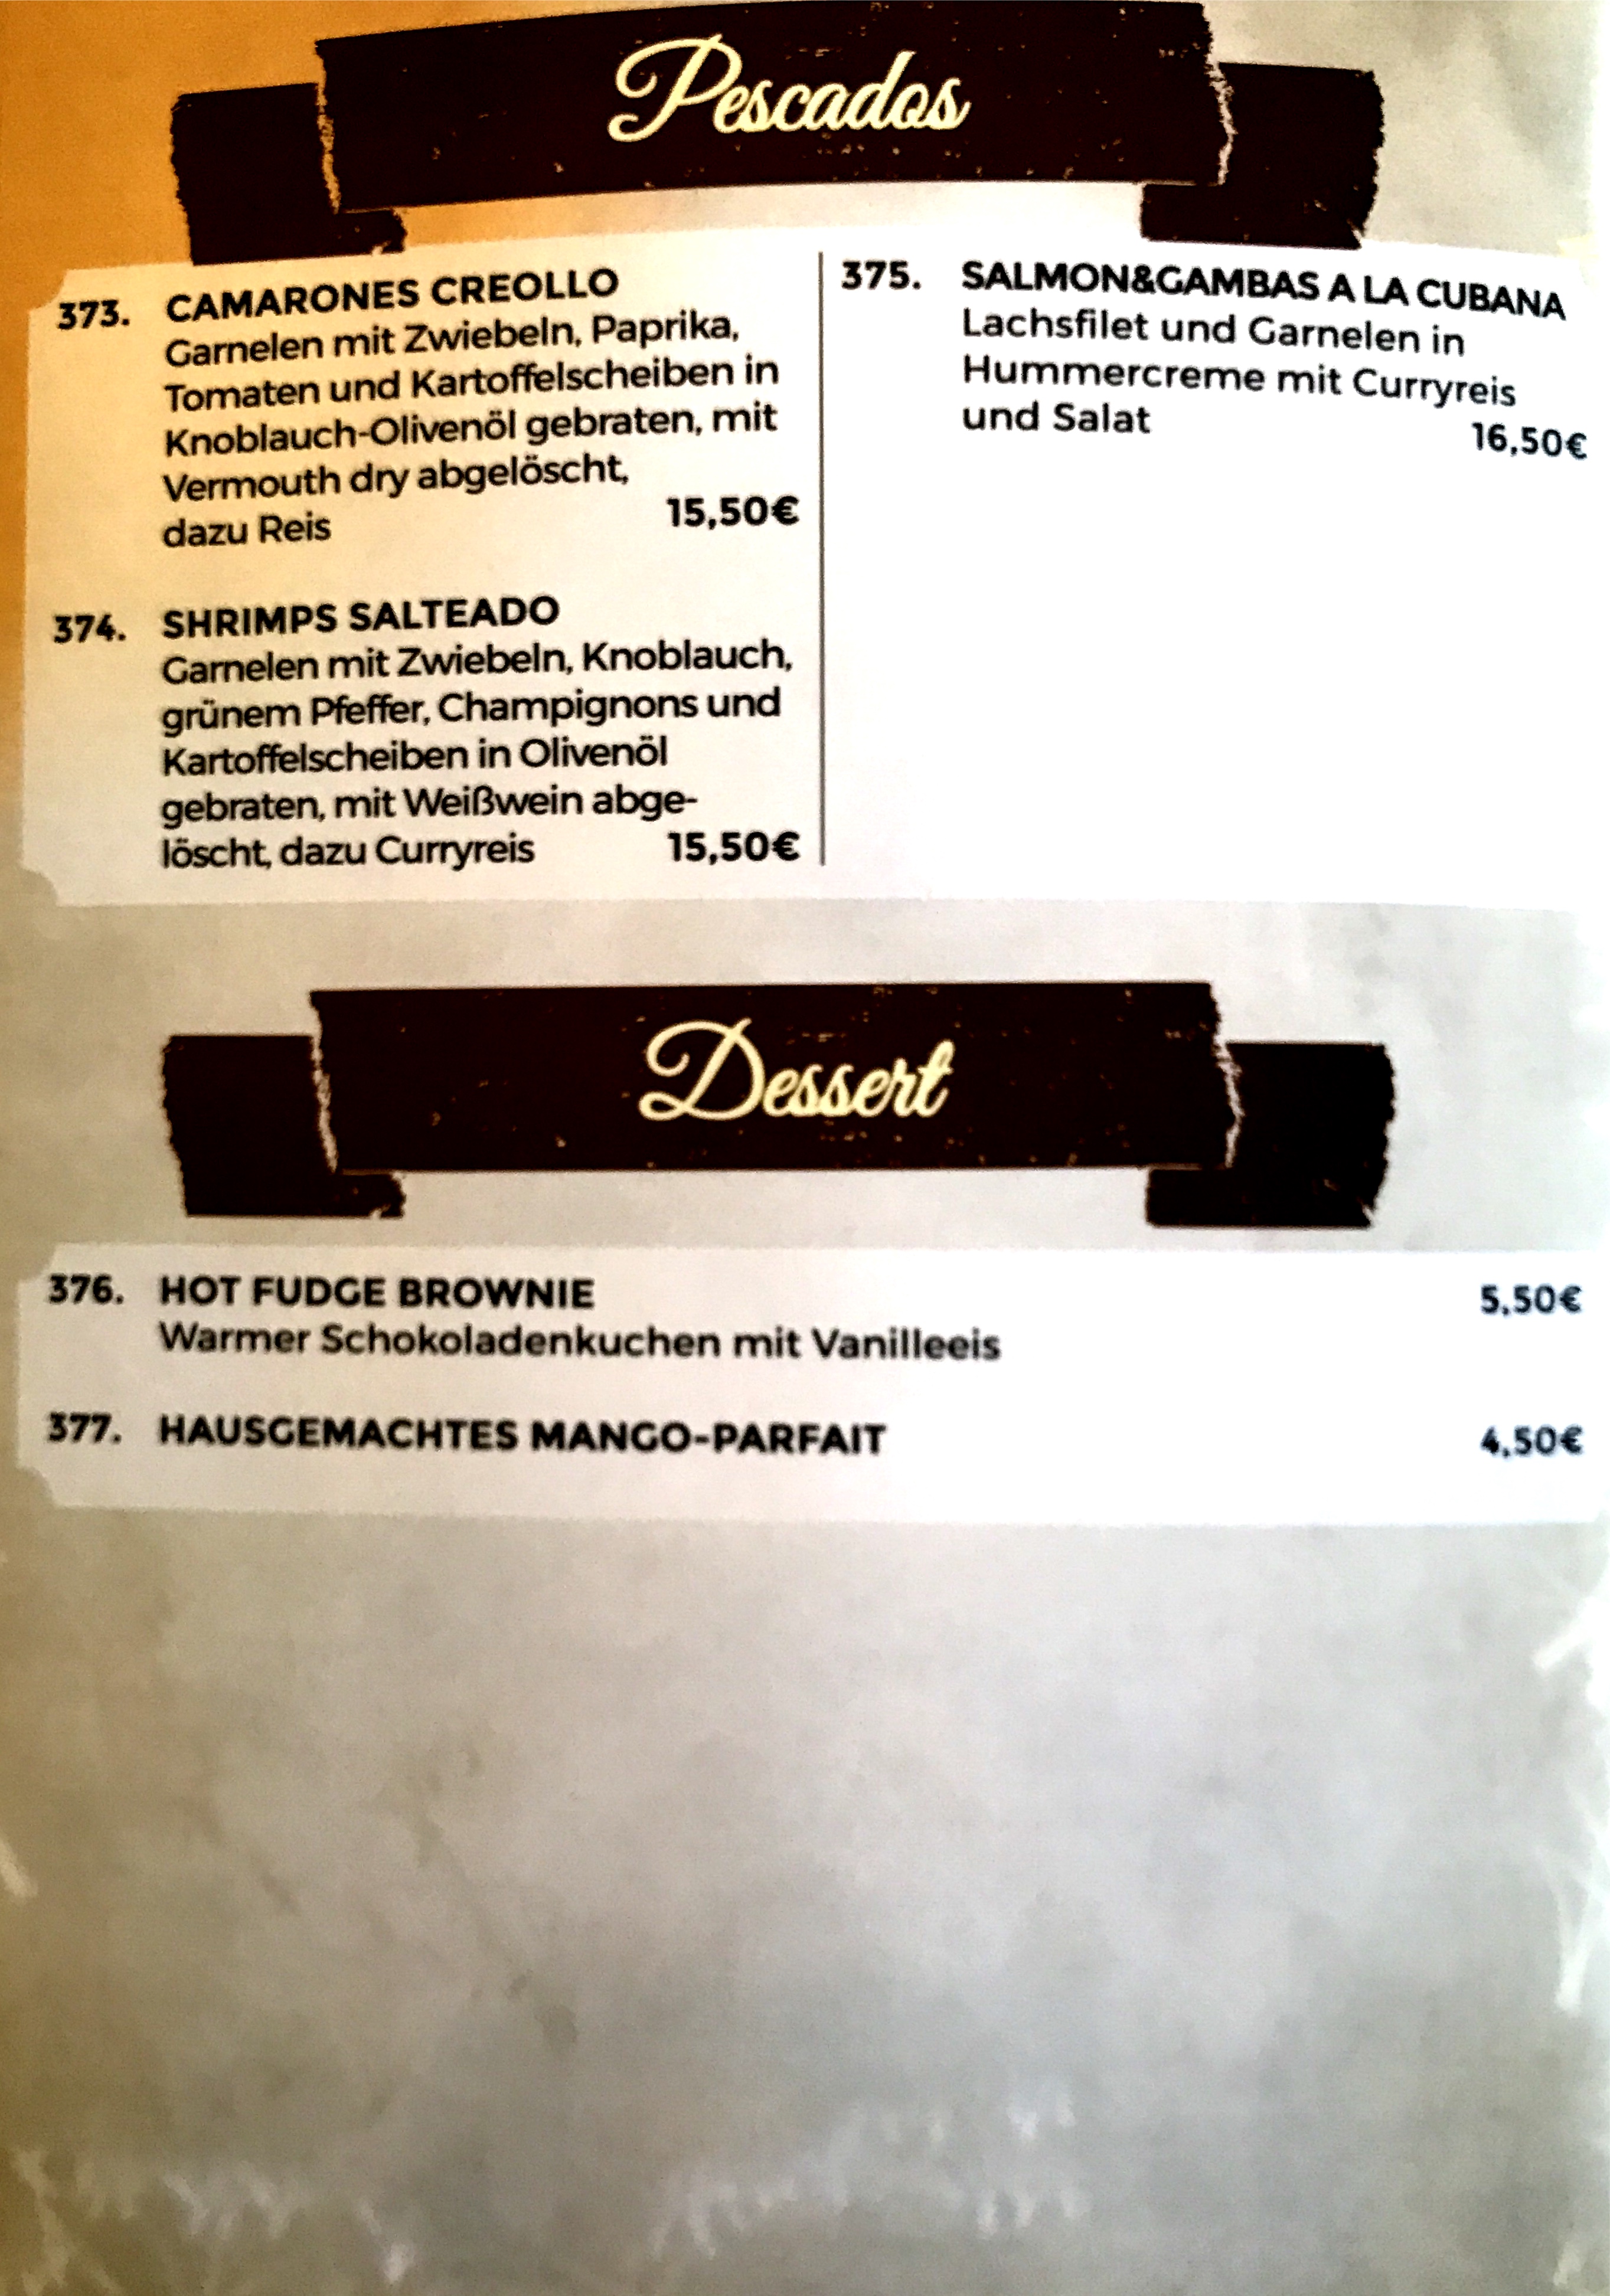 Pescados
373. CAMARONES CREOLLO
Garnelen mit Zwiebeln, Paprika,
Tomaten und Kartoffelscheiben in
Knoblauch-Olivenöl gebraten, mit
Vermouth dry abgelöscht,
dazu Reis 15,50€
374. SHRIMPS SALTEADO
Garnelen mit Zwiebeln, Knoblauch,
grünem Pfeffer, Champignons und
Kartoffelscheiben in Olivenöl
gebraten, mit Weißwein abge-
löscht, dazu Curryreis 15,50€
375. SALMON&GAMBAS A LA CUBANA
Lachsfilet und Garnelen in
Hummercreme mit Curryreis
und Salat 16,50€
Dessert
376. HOT FUDGE BROWNIE 5,50€
Warmer Schokoladenkuchen mit Vanilleeis
377. HAUSGEMACHTES MANGO-PARFAIT 4,50€